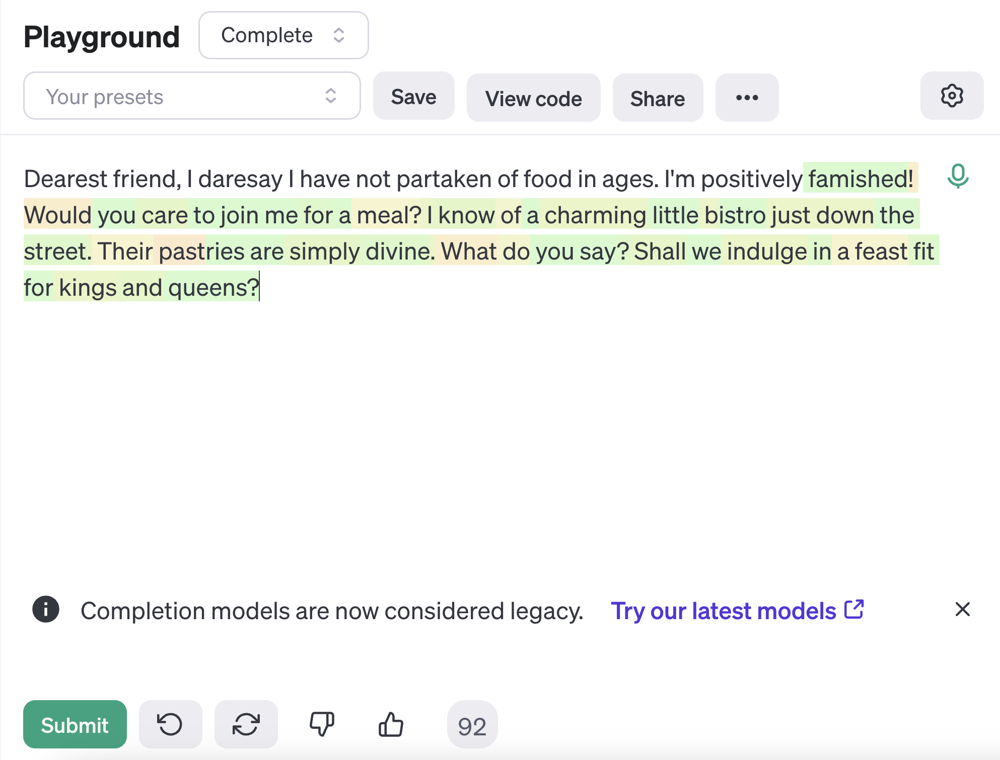 Playground Complete
Your presets Save View code Share •••
Dearest friend, I daresay I have not partaken of food in ages. I'm positively famished!
Would you care to join me for a meal? I know of a charming little bistro just down the
street. Their pastries are simply divine. What do you say? Shall we indulge in a feast fit
for kings and queens?
Completion models are now considered legacy. Try our latest models
Submit 92